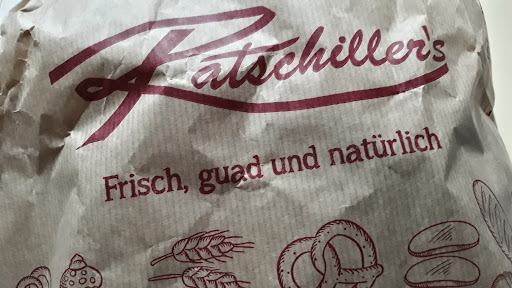 Ratschiller's
Frisch, guad und natürlich